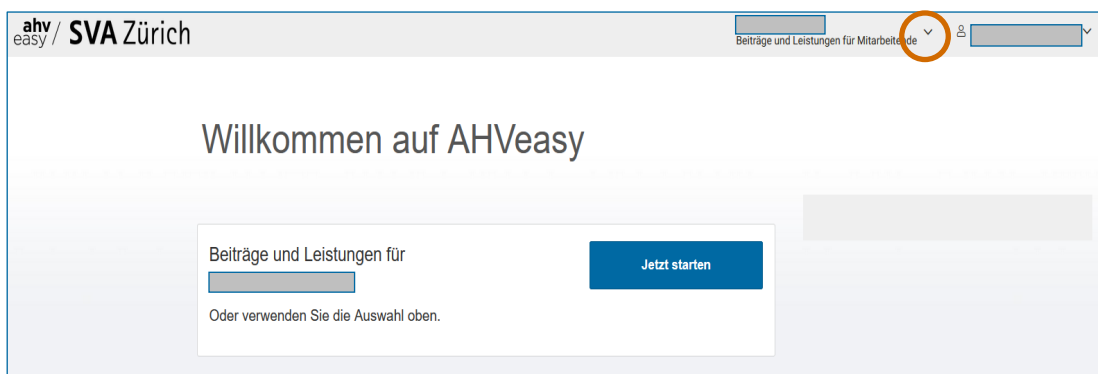 ahv
easy / SVA Zürich
Beiträge und Leistungen für Mitarbeitende
Willkommen auf AHVeasy
Beiträge und Leistungen für
Jetzt starten
Oder verwenden Sie die Auswahl oben.